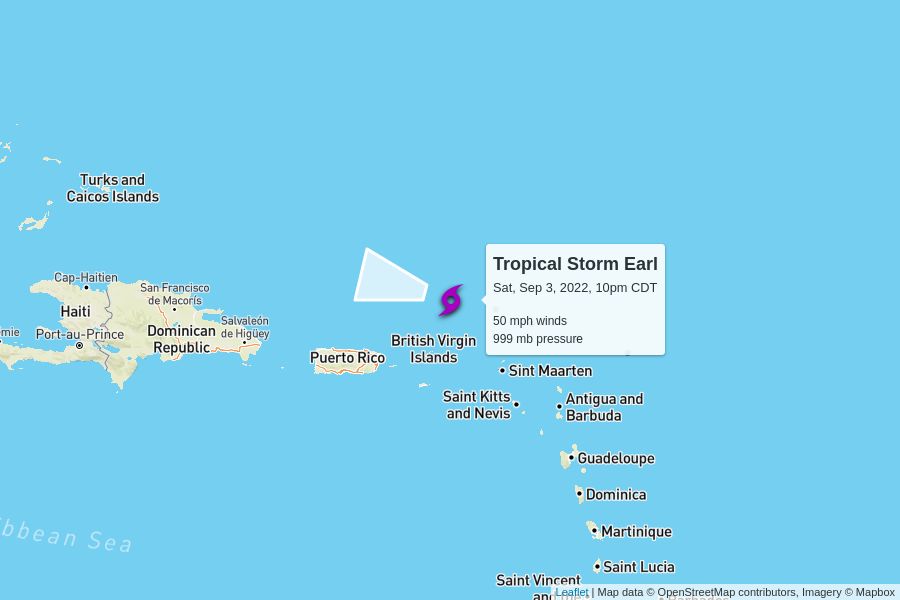 Turks and
Caicos Islands
Cap-Haitien
San Francisco
de Macorís
Haiti
Port-au-Prince
Dominican
Republic
Salvaleón
de Higüey
Puerto Rico
British Virgin
Islands
Tropical Storm Earl
Sat, Sep 3, 2022, 10pm CDT
50 mph winds
999 mb pressure
Sint Maarten
Saint Kitts
and Nevis
Antigua and
Barbuda
Guadeloupe
Dominica
Martinique
Saint Lucia
Saint Vincent
Sea
Leaflet | Map data © OpenStreetMap contributors, Imagery © Mapbox